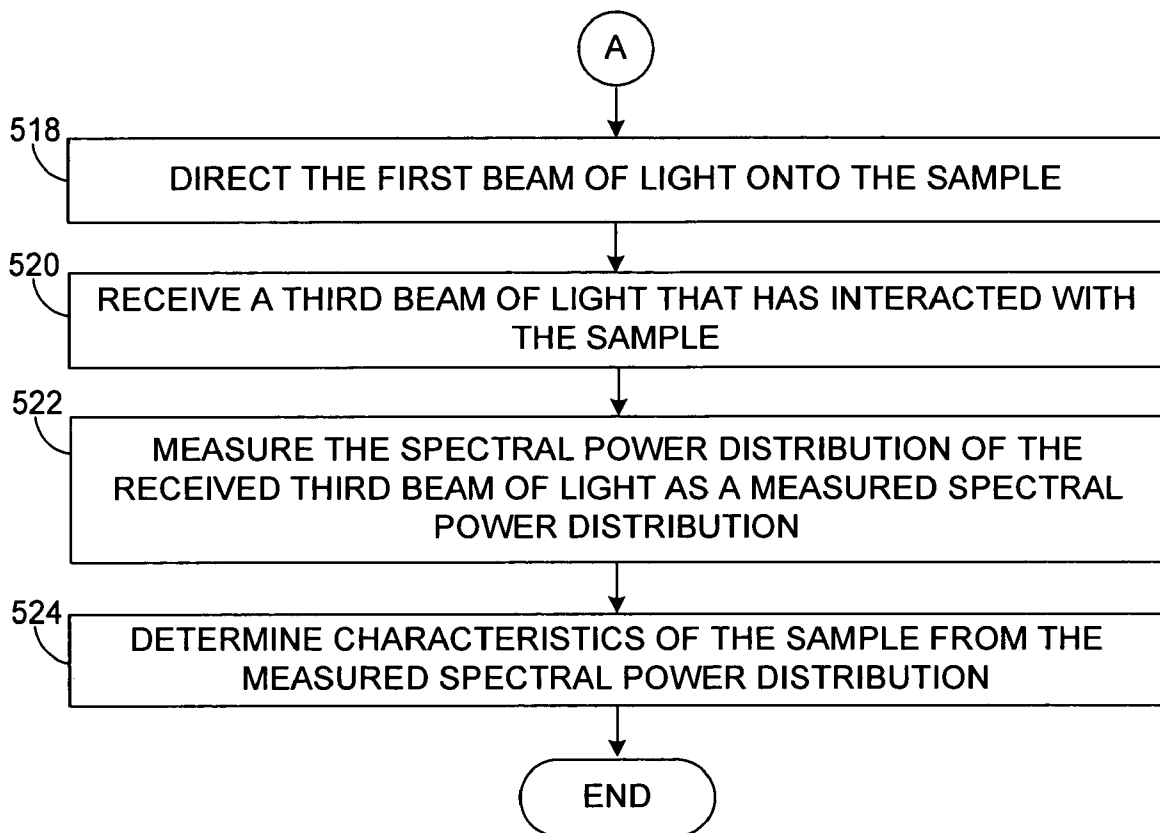 A
518
DIRECT THE FIRST BEAM OF LIGHT ONTO THE SAMPLE
520
RECEIVE A THIRD BEAM OF LIGHT THAT HAS INTERACTED WITH
THE SAMPLE
522
MEASURE THE SPECTRAL POWER DISTRIBUTION OF THE
RECEIVED THIRD BEAM OF LIGHT AS A MEASURED SPECTRAL
POWER DISTRIBUTION
524
DETERMINE CHARACTERISTICS OF THE SAMPLE FROM THE
MEASURED SPECTRAL POWER DISTRIBUTION
END